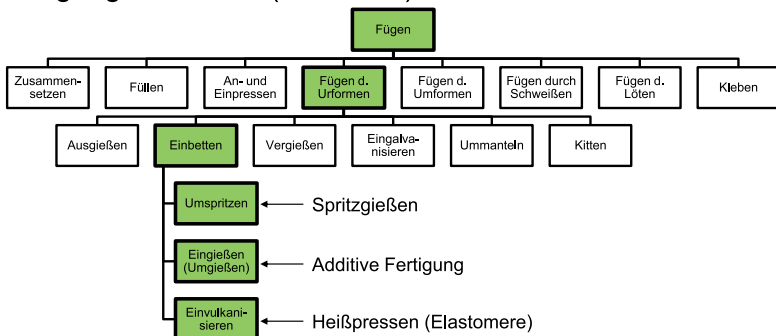 Fügen
Zusammen-
setzen
Füllen
An- und
Einpressen
Fügen d.
Urformen
Fügen d.
Umformen
Fügen durch
Schweißen
Fügen d.
Löten
Kleben
Ausgießen
Einbetten
Vergießen
Eingalva-
nisieren
Ummanteln
Kitten
Umspritzen
Spritzgießen
Eingießen
(Umgießen)
Additive Fertigung
Einvulkani-
sieren
Heißpressen (Elastomere)